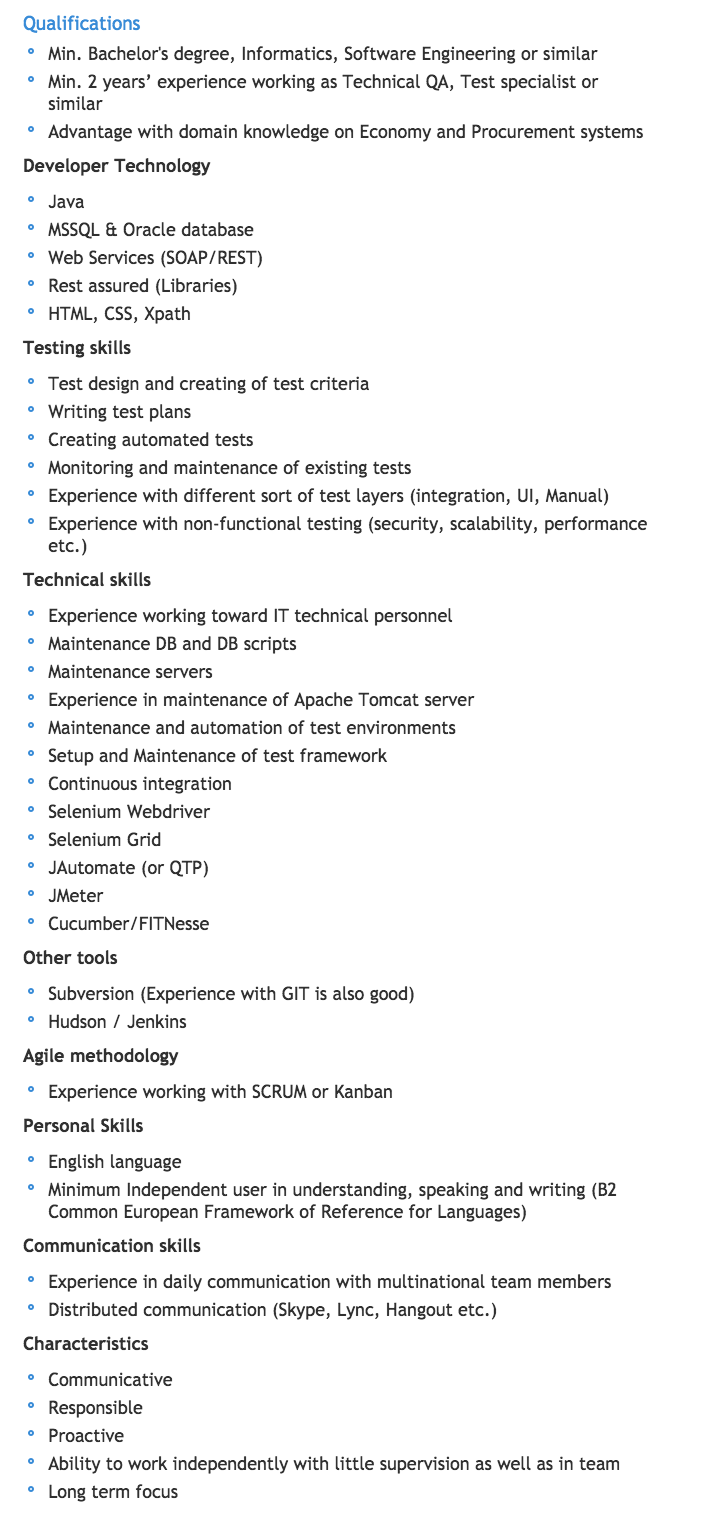 Qualifications
Min. Bachelor's degree, Informatics, Software Engineering or similar
Min. 2 years’ experience working as Technical QA, Test specialist or
similar
Advantage with domain knowledge on Economy and Procurement systems
Developer Technology
Java
MSSQL & Oracle database
Web Services (SOAP/REST)
Rest assured (Libraries)
HTML, CSS, Xpath
Testing skills
Test design and creating of test criteria
Writing test plans
Creating automated tests
Monitoring and maintenance of existing tests
Experience with different sort of test layers (integration, UI, Manual)
Experience with non-functional testing (security, scalability, performance
etc.)
Technical skills
Experience working toward IT technical personnel
Maintenance DB and DB scripts
Maintenance servers
Experience in maintenance of Apache Tomcat server
Maintenance and automation of test environments
Setup and Maintenance of test framework
Continuous integration
Selenium Webdriver
Selenium Grid
JAutomate (or QTP)
JMeter
Cucumber/FITNesse
Other tools
Subversion (Experience with GIT is also good)
Hudson / Jenkins
Agile methodology
Experience working with SCRUM or Kanban
Personal Skills
English language
Minimum Independent user in understanding, speaking and writing (B2
Common European Framework of Reference for Languages)
Communication skills
Experience in daily communication with multinational team members
Distributed communication (Skype, Lync, Hangout etc.)
Characteristics
Communicative
Responsible
Proactive
Ability to work independently with little supervision as well as in team
Long term focus